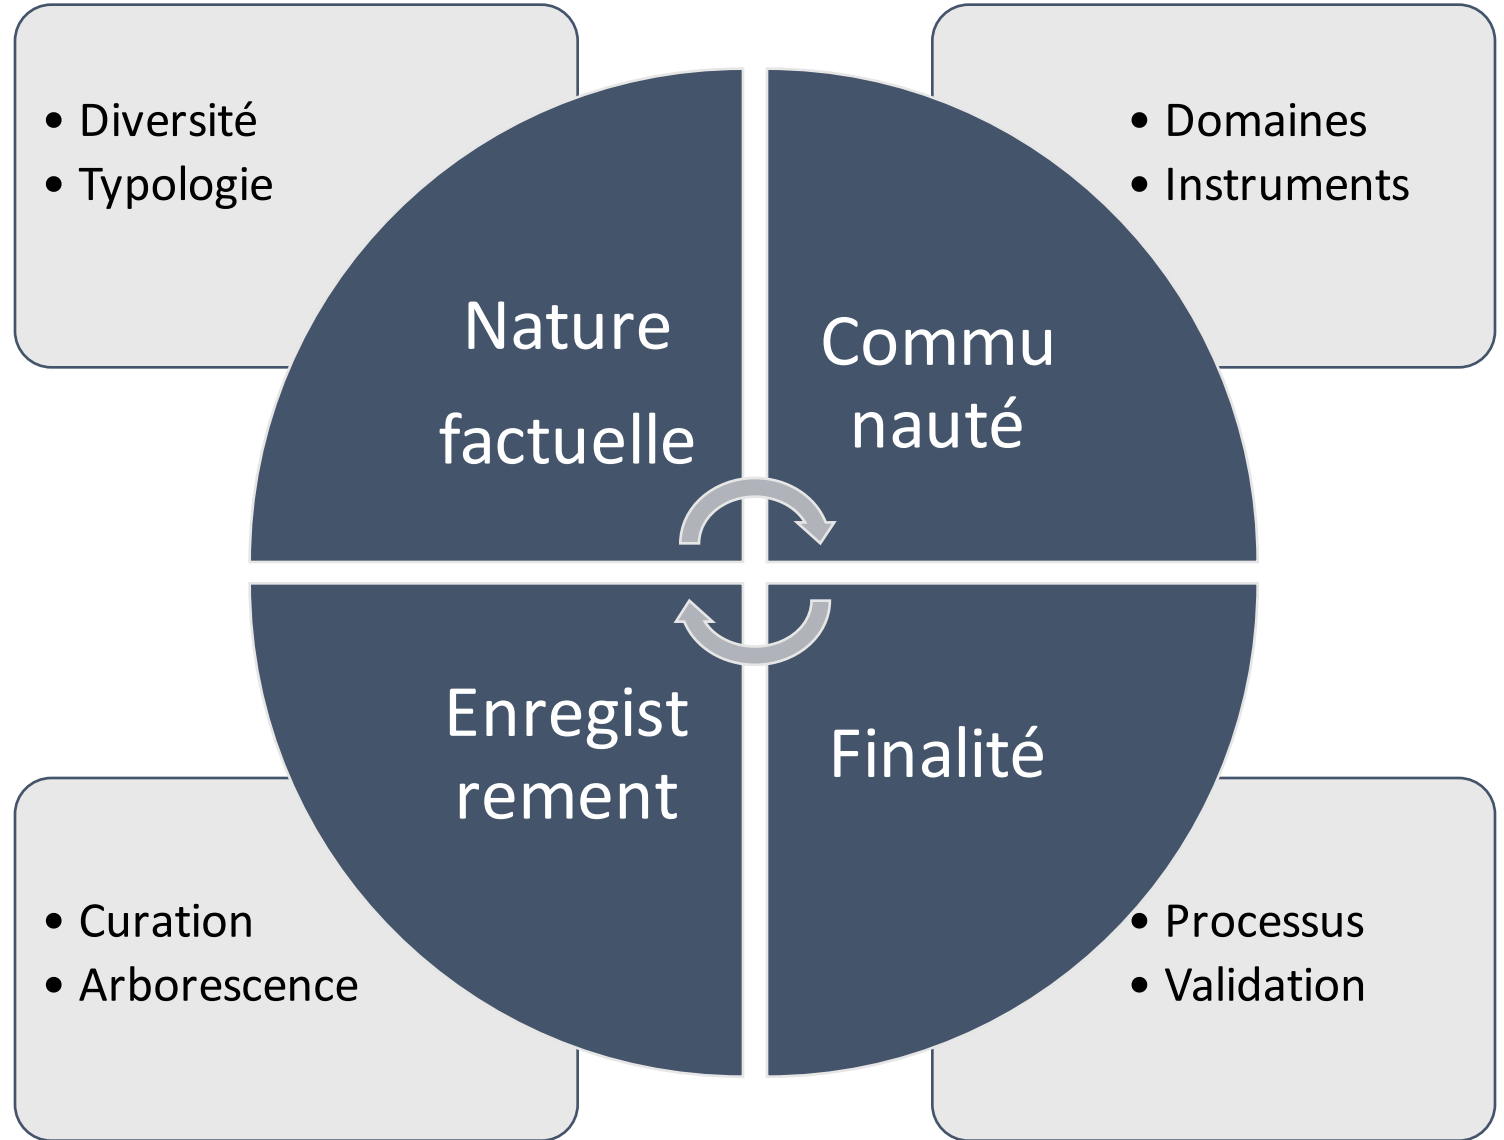 • Diversité
• Typologie
• Domaines
• Instruments
Nature
factuelle
Commu
nauté
Enregist
rement
Finalité
• Curation
• Arborescence
• Processus
• Validation